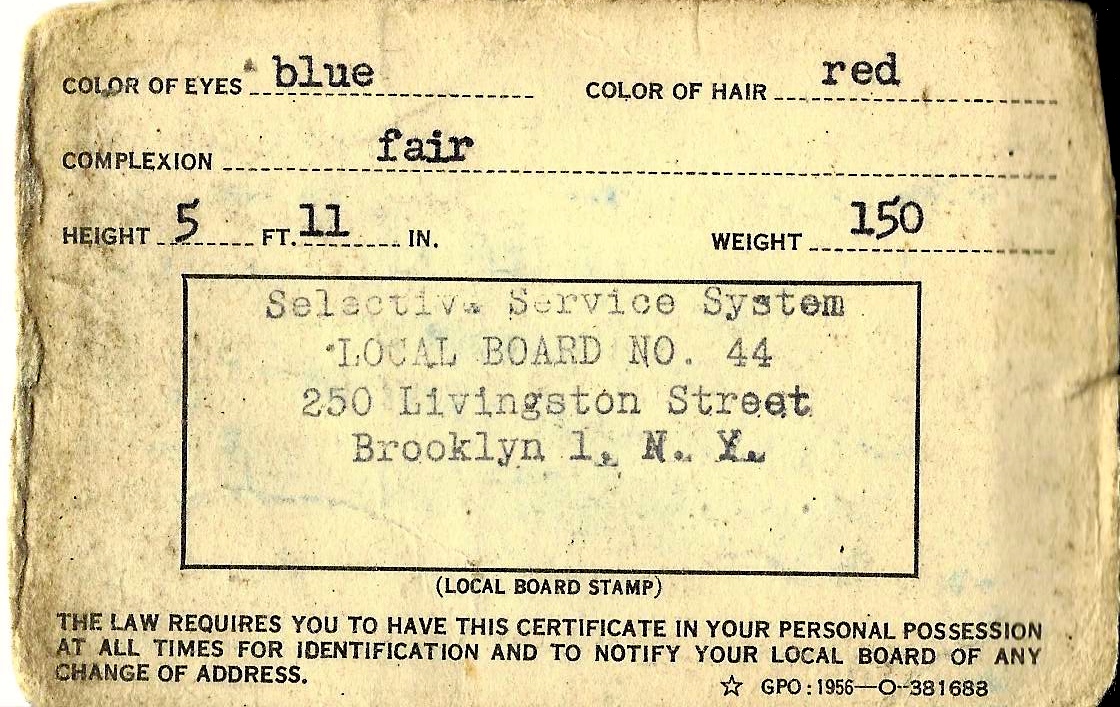 COLOR OF EYES blue COLOR OF HAIR red
COMPLEXION fair
HEIGHT 5 FT. 11 IN. WEIGHT 150
Selective Service System
LOCAL BOARD NO. 44
250 Livingston Street
Brooklyn 1, N. Y.
(LOCAL BOARD STAMP)
THE LAW REQUIRES YOU TO HAVE THIS CERTIFICATE IN YOUR PERSONAL POSSESSION
AT ALL TIMES FOR IDENTIFICATION AND TO NOTIFY YOUR LOCAL BOARD OF ANY
CHANGE OF ADDRESS.
☆ GPO : 1956—O-381688